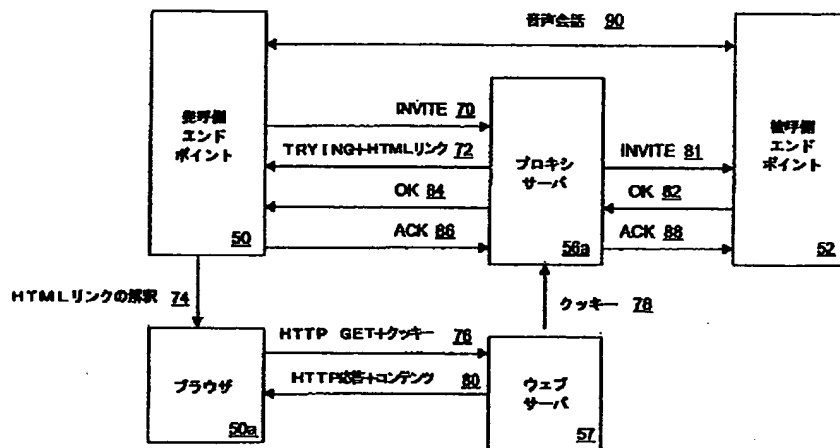 音声会話 90
発呼側
エンド
ポイント
50
INVITE 70
TRYING+HTMLリンク 72
OK 84
ACK 86
プロキシ
サーバ
56a
INVITE 81
OK 82
ACK 88
被呼側
エンド
ポイント
52
HTMLリンクの解釈 74
クッキー 78
HTTP GET+クッキー 76
HTTP応答+コンテンツ 80
ブラウザ
50a
ウェブ
サーバ
57